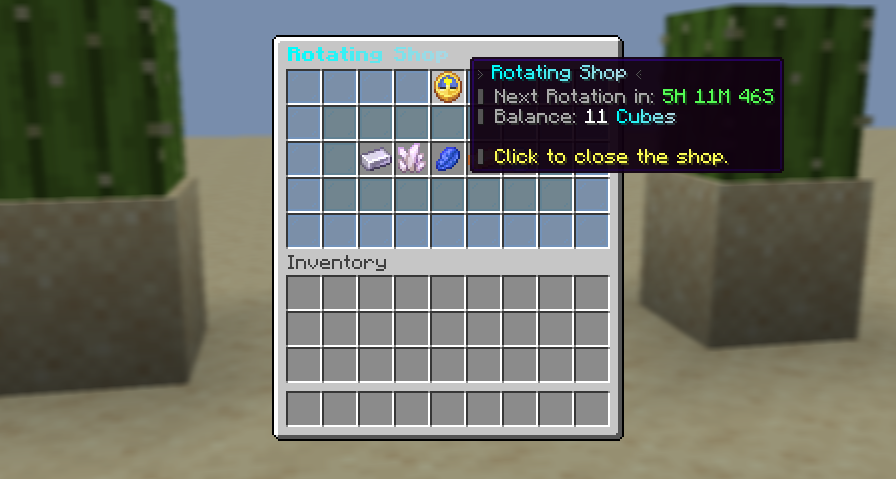 Rotating Shop
› Rotating Shop ‹
Next Rotation in: 5H 11M 46S
Balance: 11 Cubes
Click to close the shop.
Inventory